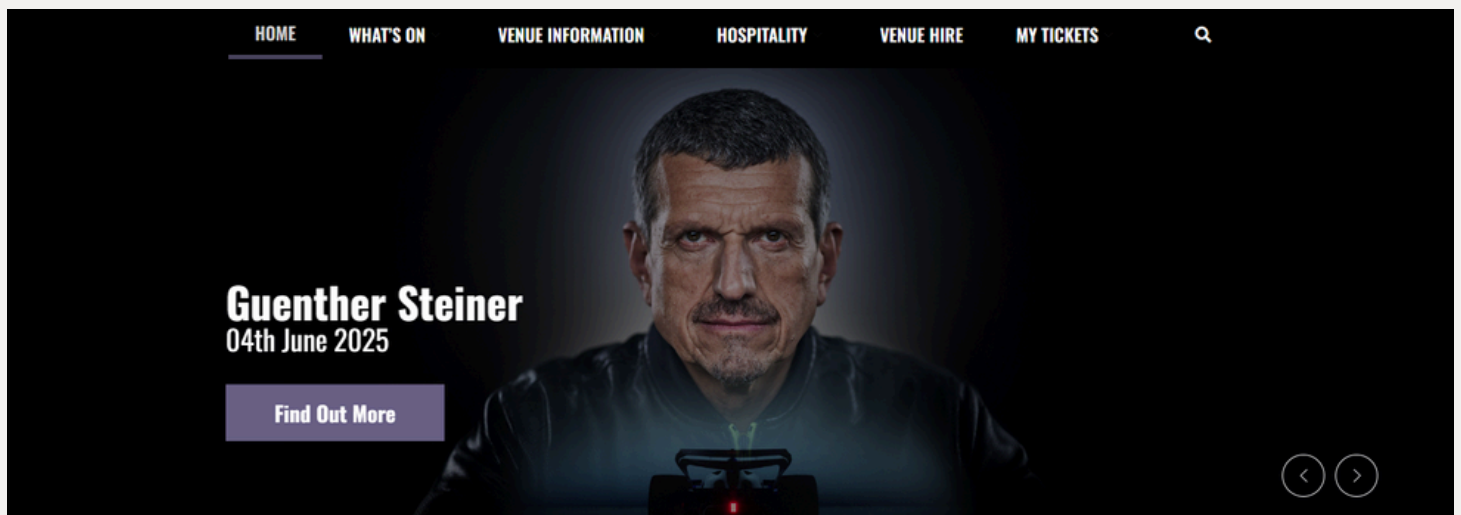 HOME WHAT'S ON VENUE INFORMATION HOSPITALITY VENUE HIRE MY TICKETS
Guenther Steiner
04th June 2025
Find Out More